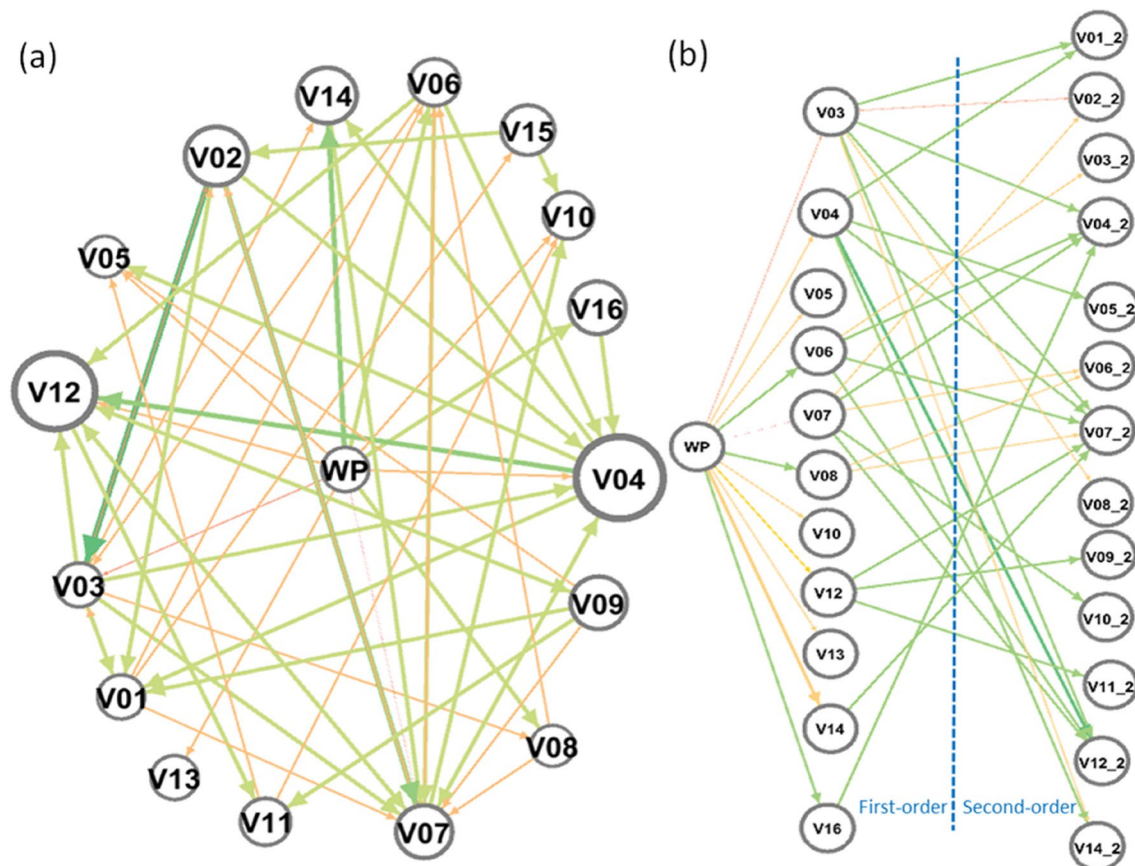 (a)
V06
V14
V15
V02
V10
V05
V16
V12
WP
V04
V03
V09
V01
V08
V13
V11
V07
(b)
V01_2
V03
V02_2
V03_2
V04
V04_2
V05
V05_2
V06
V06_2
V07
V07_2
WP
V08
V08_2
V10
V09_2
V12
V10_2
V13
V11_2
V14
V12_2
V16
First-order
Second-order
V14_2